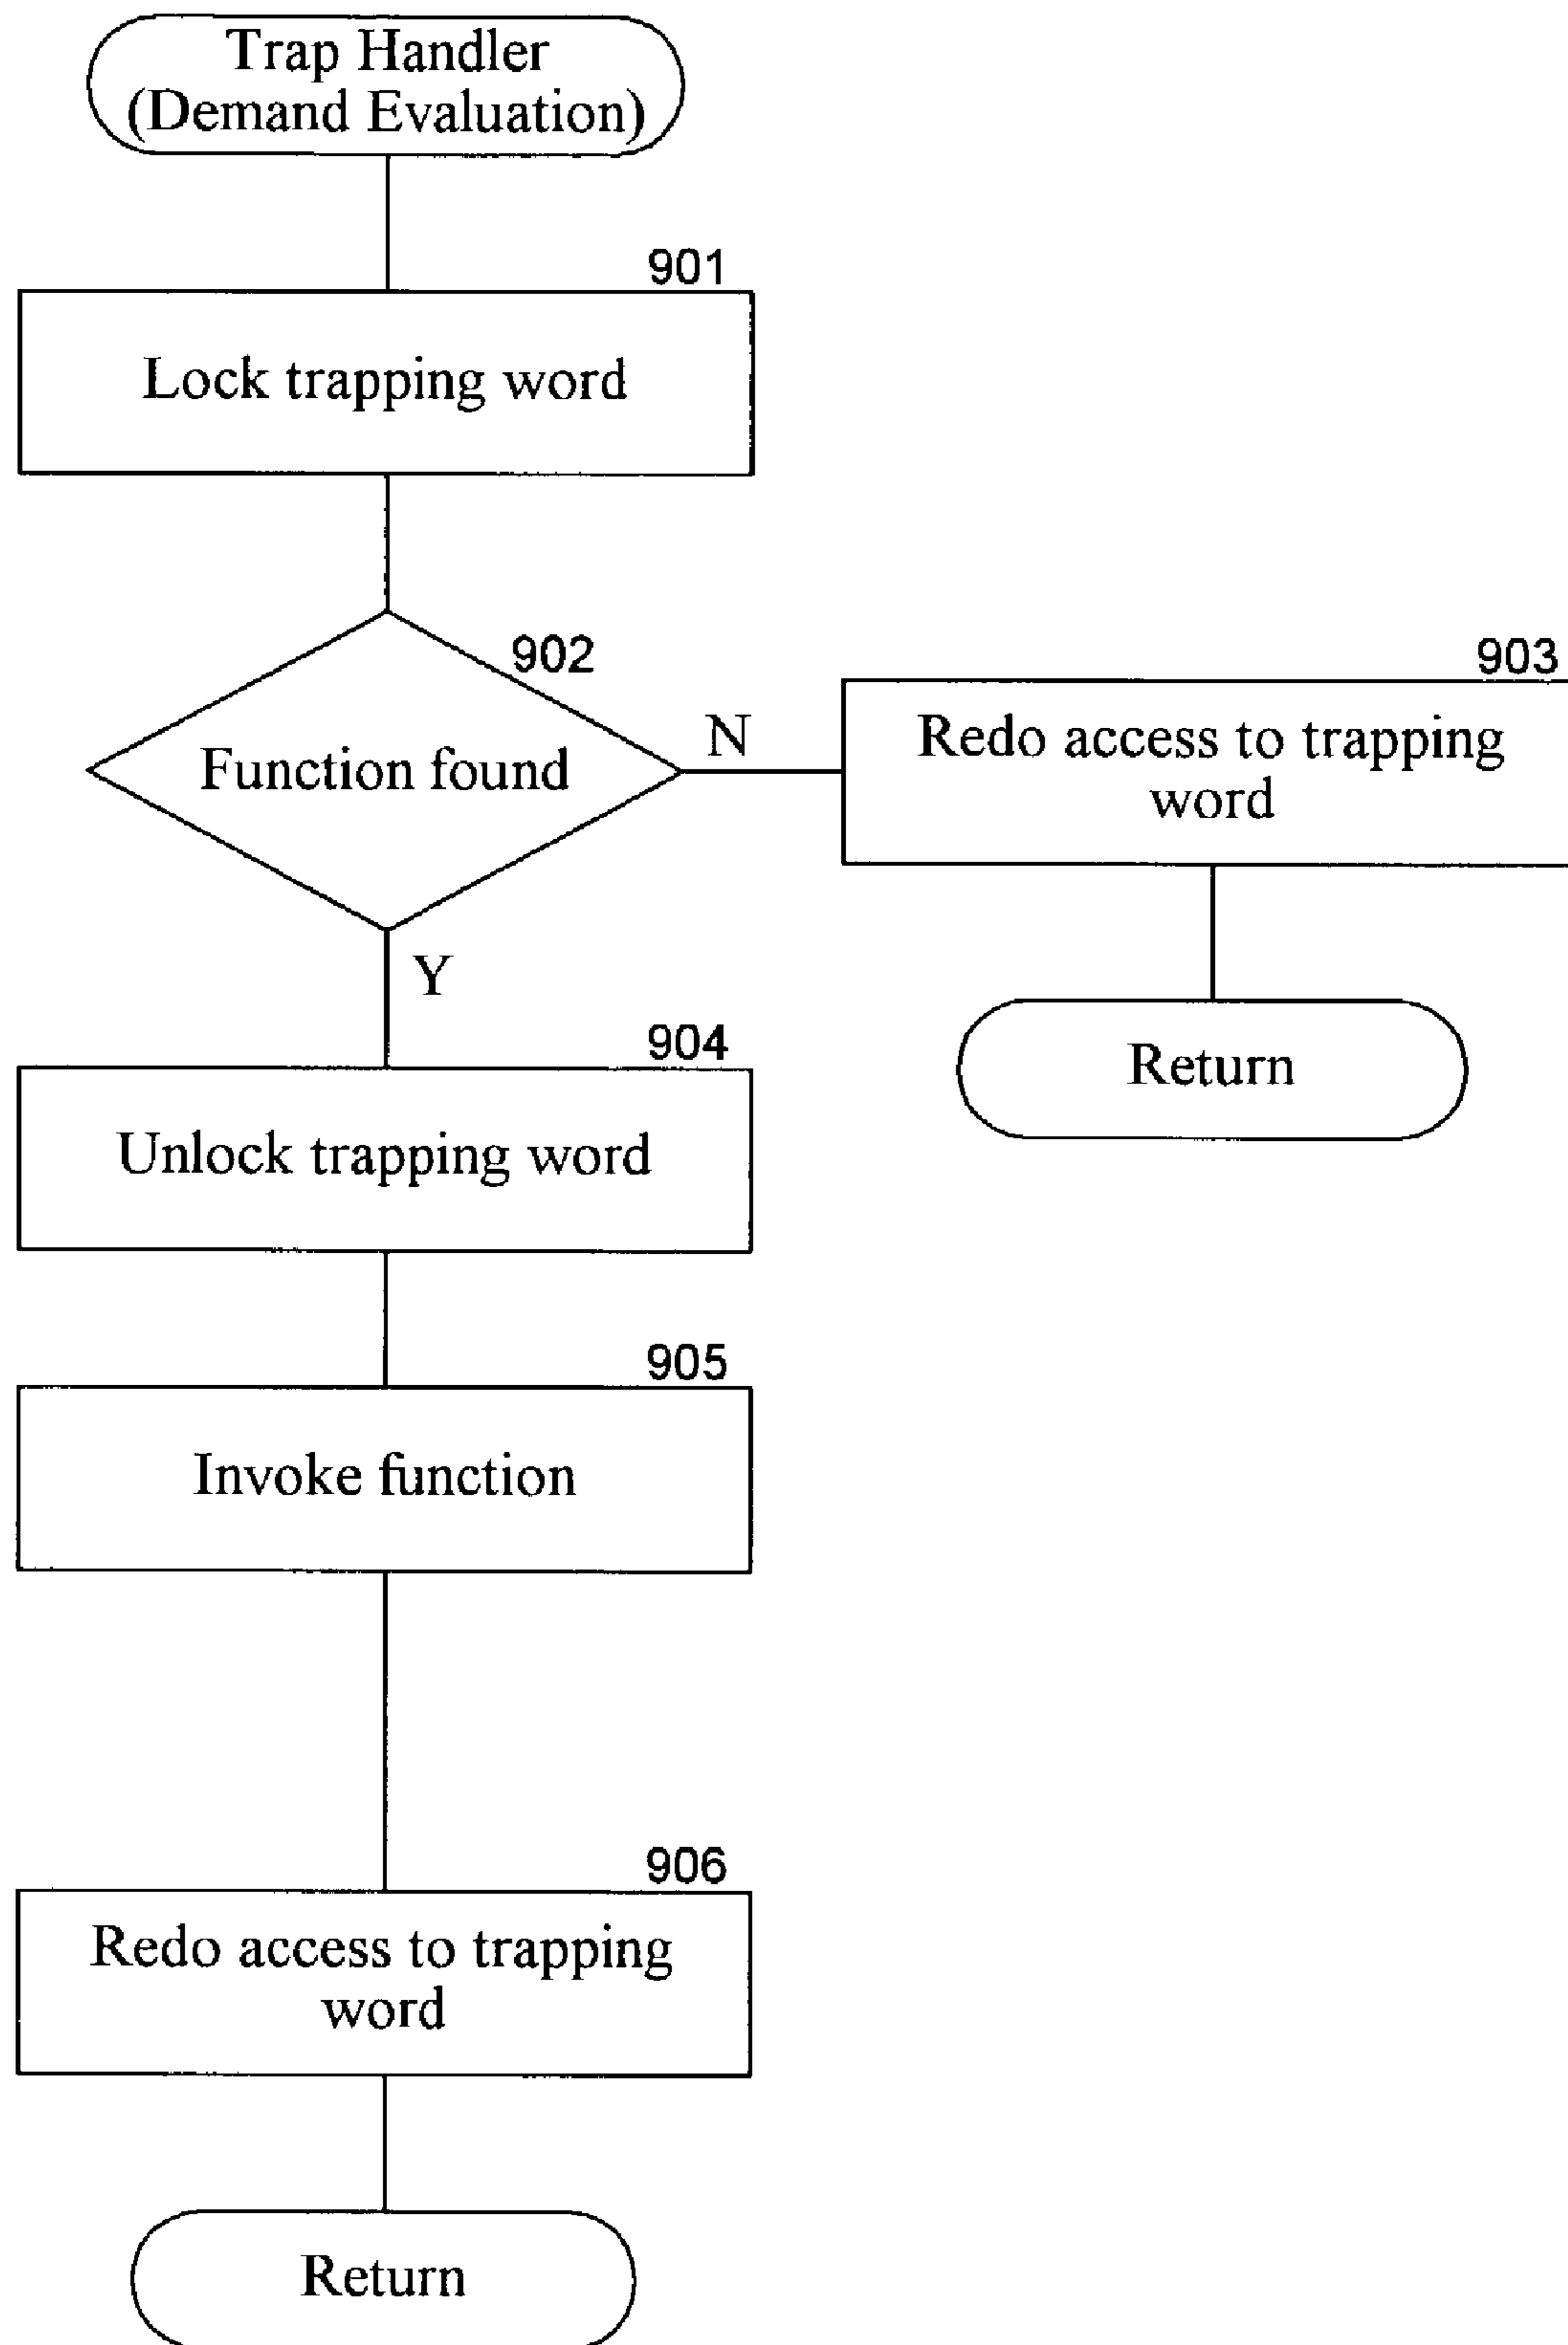 Trap Handler
(Demand Evaluation)
901
Lock trapping word
902
Function found
N
903
Redo access to trapping
word
Return
Y
904
Unlock trapping word
905
Invoke function
906
Redo access to trapping
word
Return